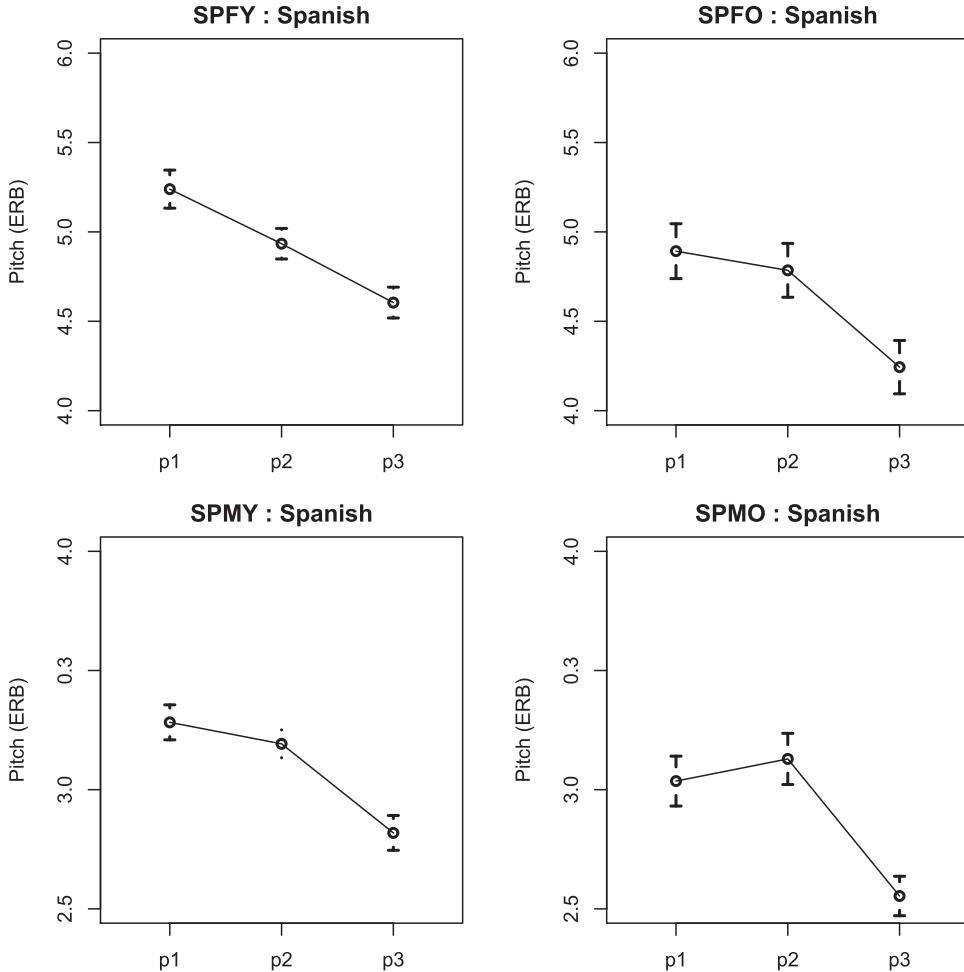 SPFY : Spanish
Pitch (ERB)
6.0
5.5
5.0
4.5
4.0
p1 p2 p3
SPFO : Spanish
Pitch (ERB)
6.0
5.5
5.0
4.5
4.0
p1 p2 p3
SPMY : Spanish
Pitch (ERB)
4.0
0.3
3.0
2.5
p1 p2 p3
SPMO : Spanish
Pitch (ERB)
4.0
0.3
3.0
2.5
p1 p2 p3